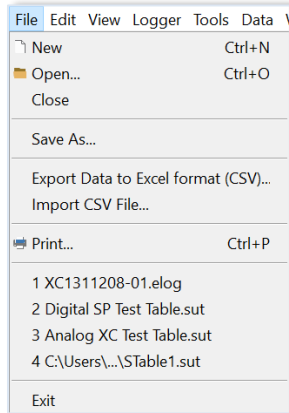 File Edit View Logger Tools Data
New Ctrl+N
Open... Ctrl+O
Close
Save As...
Export Data to Excel format (CSV)...
Import CSV File...
Print... Ctrl+P
1 XC1311208-01.elog
2 Digital SP Test Table.sut
3 Analog XC Test Table.sut
4 C:\Users\...\STable1.sut
Exit